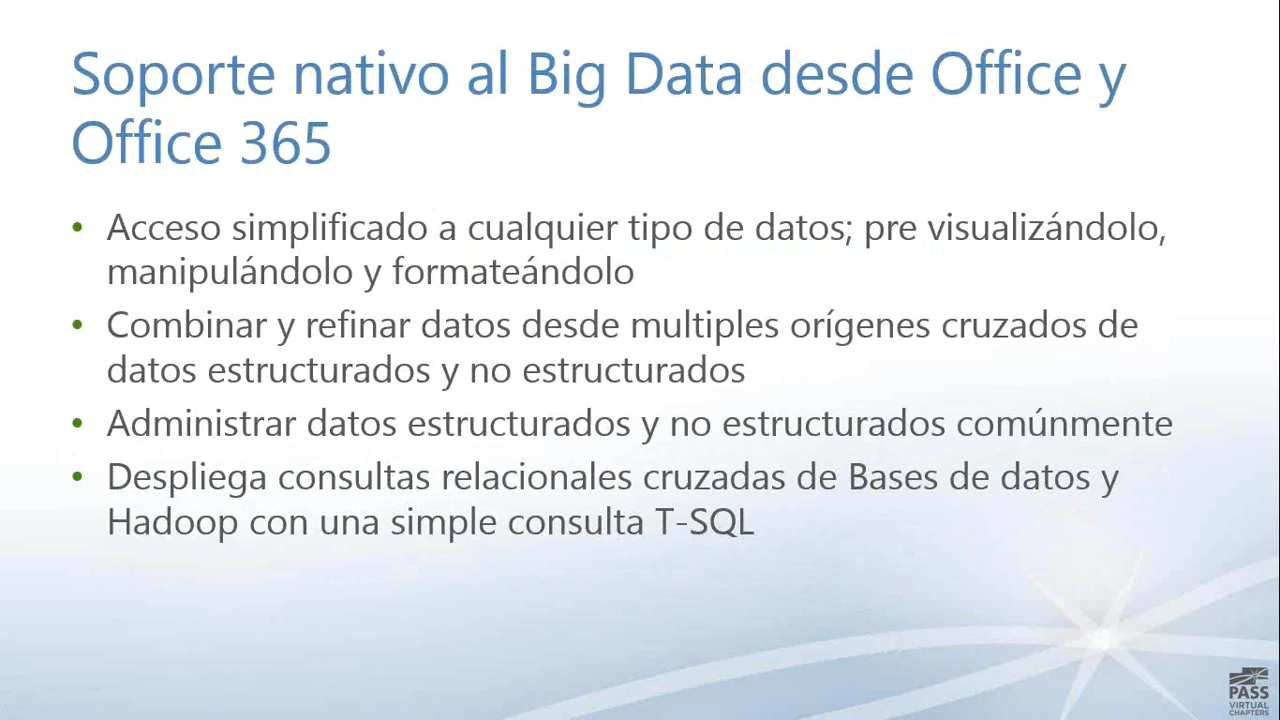 Soporte nativo al Big Data desde Office y
Office 365
• Acceso simplificado a cualquier tipo de datos; pre visualizándolo,
manipulándolo y formateándolo
• Combinar y refinar datos desde multiples orígenes cruzados de
datos estructurados y no estructurados
• Administrar datos estructurados y no estructurados comúnmente
• Despliega consultas relacionales cruzadas de Bases de datos y
Hadoop con una simple consulta T-SQL
PASS
VIRTUAL
CHAPTERS